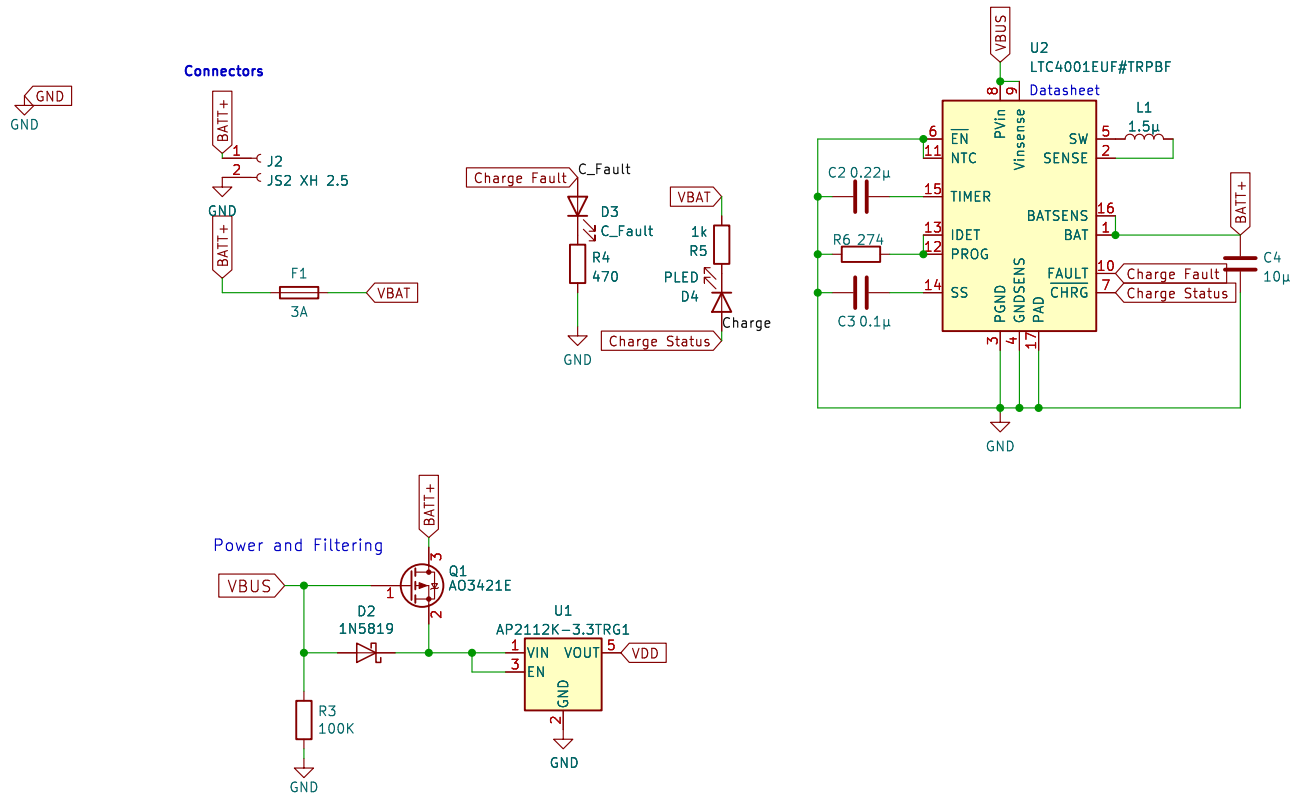 Connectors
GND
GND
BATT+
1
2
J2
JS2 XH 2.5
GND
BATT+
F1
3A
VBAT
Charge Fault
C_Fault
D3
C_Fault
R4
470
GND
VBAT
1k
R5
PLED
D4
Charge
Charge Status
VBUS
U2
LTC4001EUF#TRPBF
Datasheet
8
9
PVin
Vinsense
6
EN
11
NTC
C2 0.22µ
15
TIMER
13
IDET
R6 274
12
PROG
14
SS
C3 0.1µ
SW
5
SENSE
2
L1
1.5µ
BATSENS
16
BAT
1
FAULT
10
Charge Fault
CHRG
7
Charge Status
BATT+
C4
10µ
PGND
GNDSENS
PAD
3
4
17
GND
Power and Filtering
BATT+
3
VBUS
1
Q1
AO3421E
2
D2
1N5819
U1
AP2112K-3.3TRG1
1
VIN
VOUT
5
VDD
3
EN
GND
2
GND
R3
100K
GND